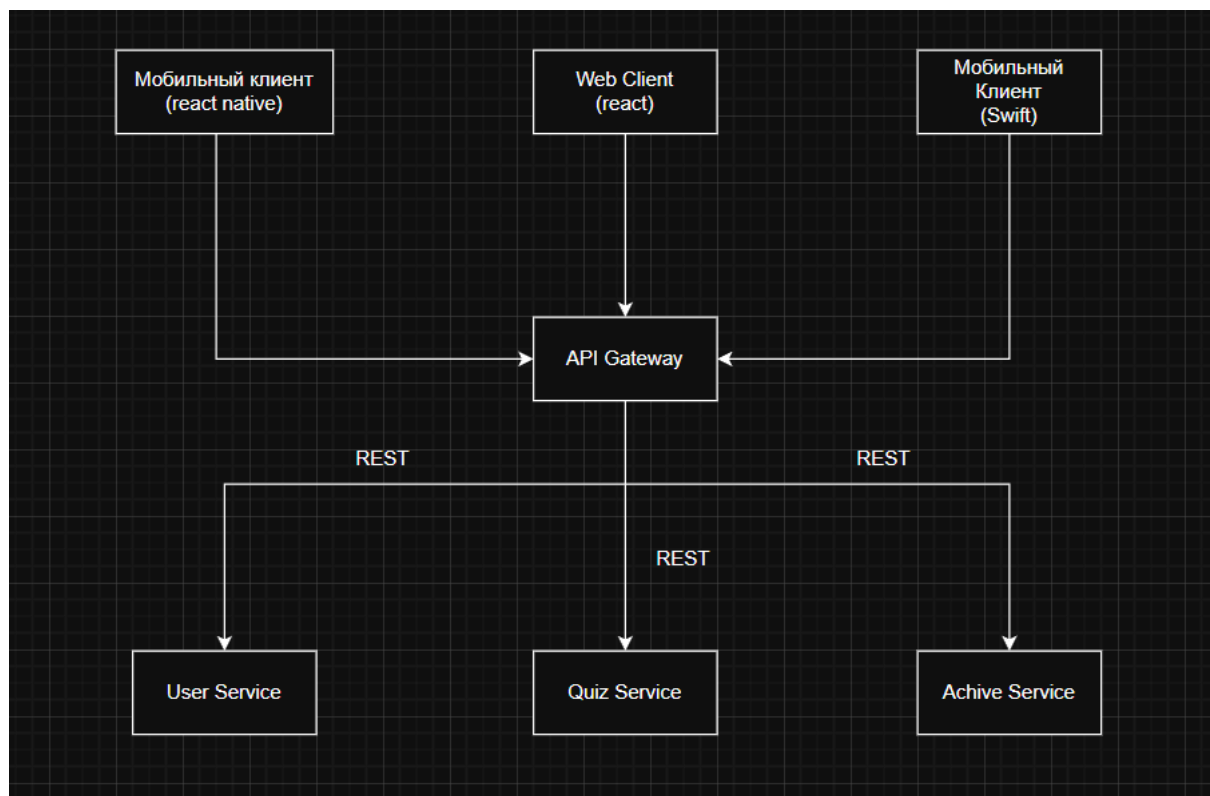 Мобильный клиент
(react native)
Web Client
(react)
Мобильный
Клиент
(Swift)
API Gateway
REST
REST
REST
User Service
Quiz Service
Achive Service